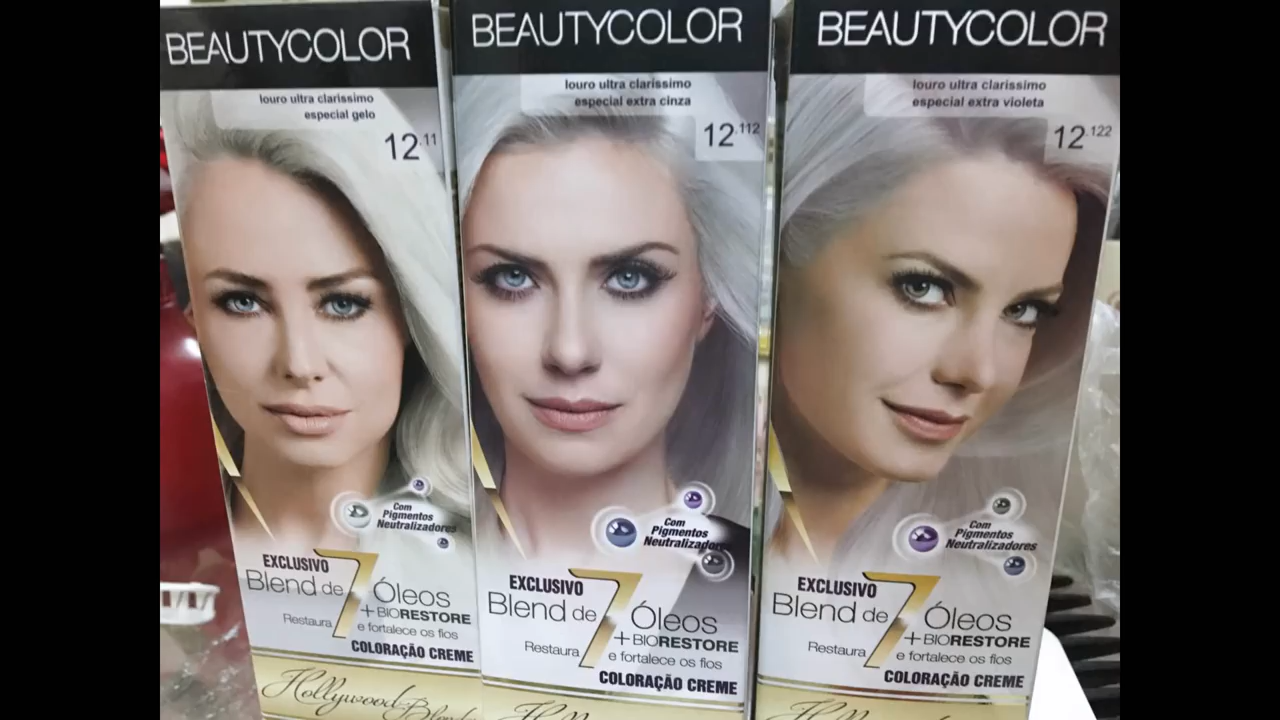 BEAUTYCOLOR
louro ultra claríssimo
especial gelo
12.11
Com
Pigmentos
Neutralizadores
EXCLUSIVO
Blend de 7 Óleos
+BIORESTORE
Restaura e fortalece os fios
COLORAÇÃO CREME
Hollywood Blonde
BEAUTYCOLOR
louro ultra claríssimo
especial extra cinza
12.112
Com
Pigmentos
Neutralizadores
EXCLUSIVO
Blend de 7 Óleos
+BIORESTORE
Restaura e fortalece os fios
COLORAÇÃO CREME
BEAUTYCOLOR
louro ultra claríssimo
especial extra violeta
12.122
Com
Pigmentos
Neutralizadores
EXCLUSIVO
Blend de 7 Óleos
+BIORESTORE
Restaura e fortalece os fios
COLORAÇÃO CREME